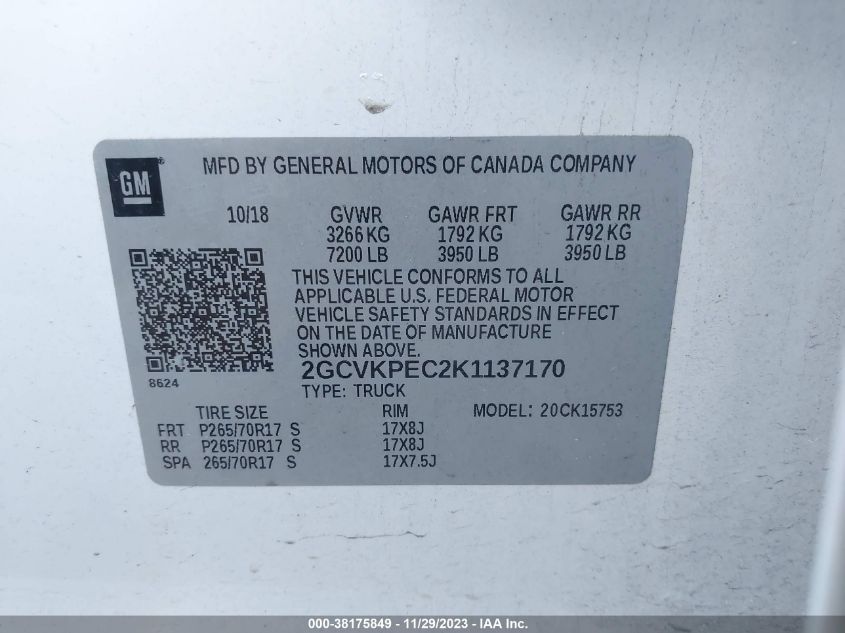 GM ®
MFD BY GENERAL MOTORS OF CANADA COMPANY
10/18 GVWR GAWR FRT GAWR RR
3266 KG 1792 KG 1792 KG
7200 LB 3950 LB 3950 LB
THIS VEHICLE CONFORMS TO ALL
APPLICABLE U.S. FEDERAL MOTOR
VEHICLE SAFETY STANDARDS IN EFFECT
ON THE DATE OF MANUFACTURE
SHOWN ABOVE.
8624
2GCVKPEC2K1137170
TYPE: TRUCK
TIRE SIZE RIM MODEL: 20CK15753
FRT P265/70R17 S 17X8J
RR P265/70R17 S 17X8J
SPA 265/70R17 S 17X7.5J
000-38175849 - 11/29/2023 - IAA Inc.